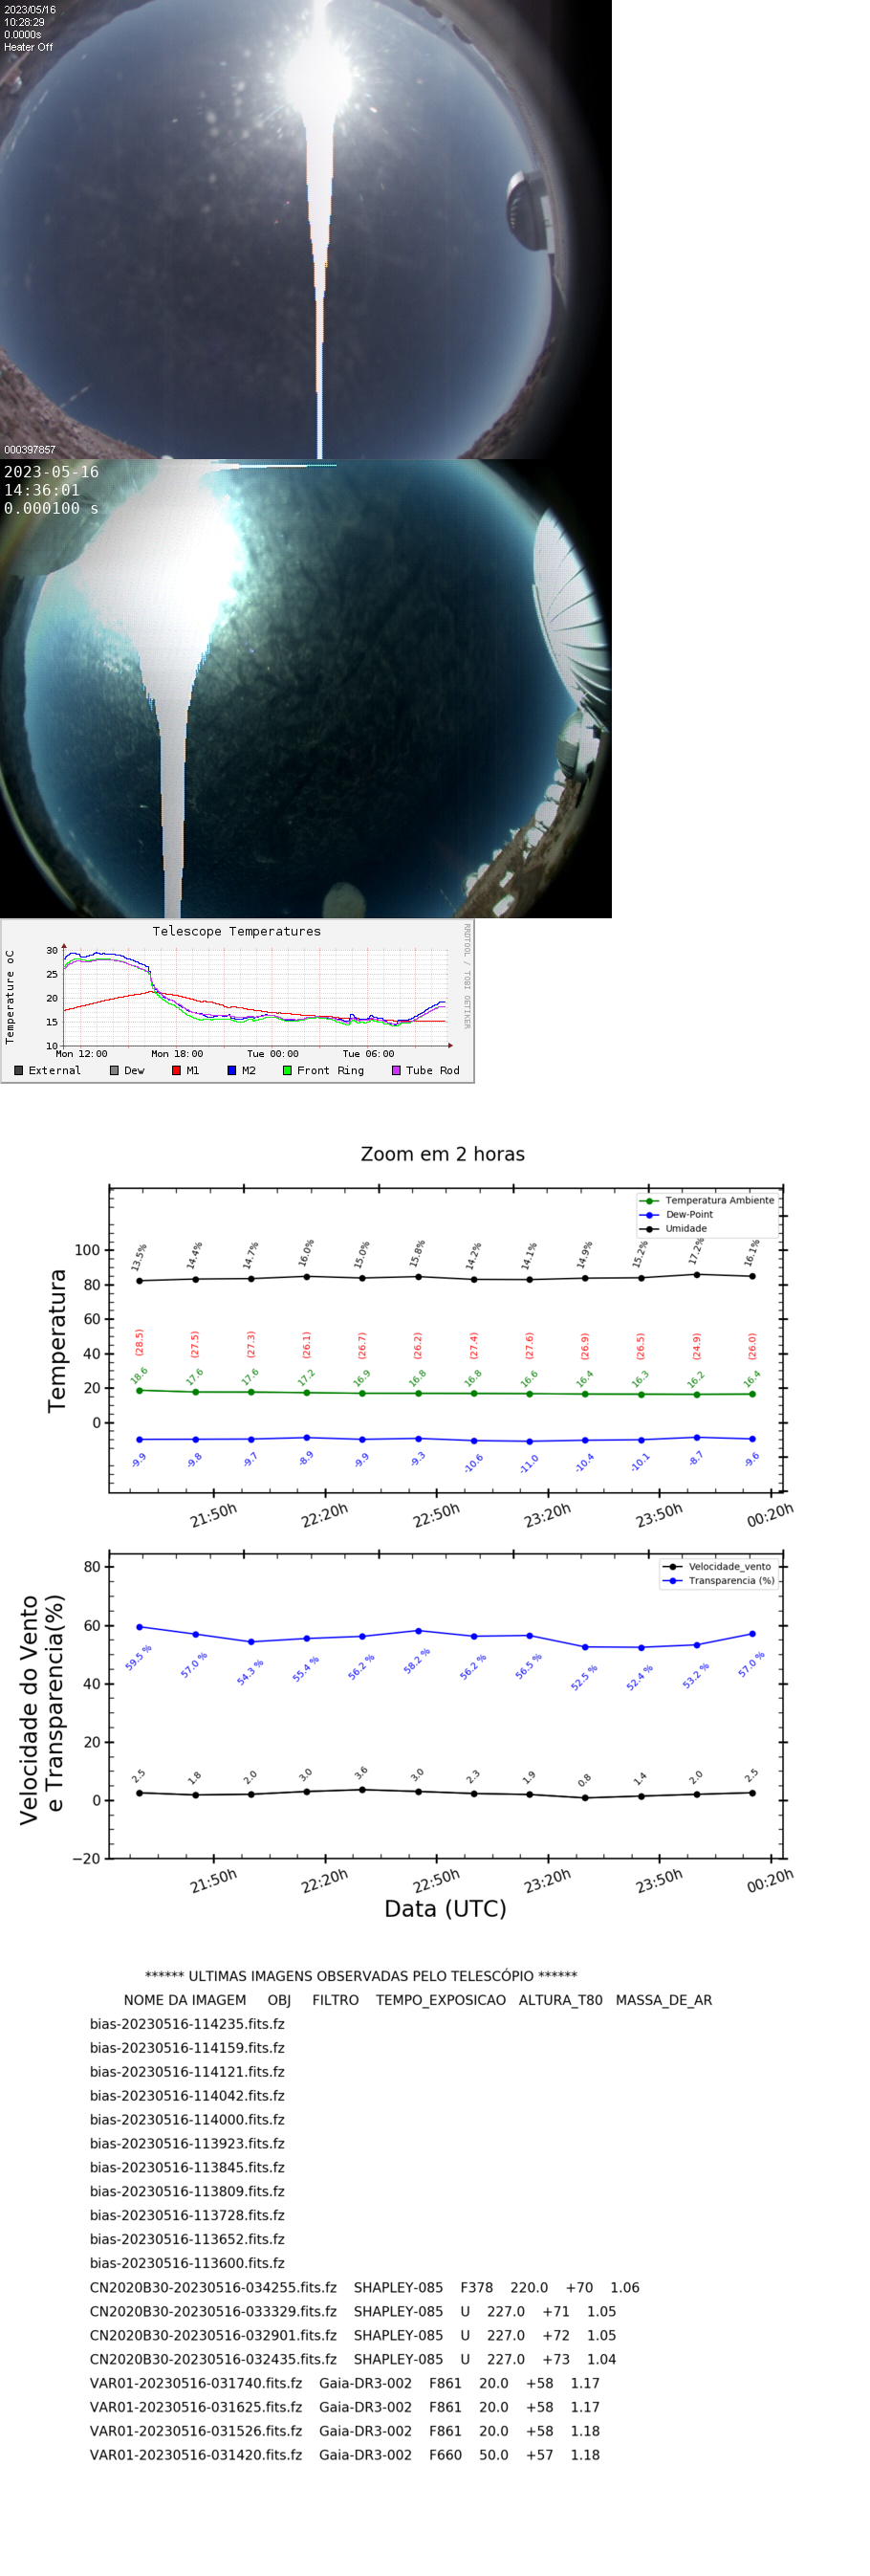 2023/05/16
10:28:29
0.0000s
Heater Off
000397857
2023-05-16
14:36:01
0.000100 s
Telescope Temperatures
RRDTOOL / TOBI OETIKER
Temperature oC
30
25
20
15
10
Mon 12:00 Mon 18:00 Tue 00:00 Tue 06:00
External Dew M1 M2 Front Ring Tube Rod
Zoom em 2 horas
Temperatura Ambiente
Dew-Point
Umidade
Temperatura
100
80
60
40
20
0
13.5% 14.4% 14.7% 16.0% 15.0% 15.8% 14.2% 14.1% 14.9% 15.2% 17.2% 16.1%
(28.5) (27.5) (27.3) (26.1) (26.7) (26.2) (27.4) (27.6) (26.9) (26.5) (24.9) (26.0)
18.6 17.6 17.6 17.2 16.9 16.8 16.8 16.6 16.4 16.3 16.2 16.4
-9.9 -9.8 -9.7 -8.9 -9.9 -9.3 -10.6 -11.0 -10.4 -10.1 -8.7 -9.6
21:50h 22:20h 22:50h 23:20h 23:50h 00:20h
Velocidade_vento
Transparencia (%)
Velocidade do Vento
e Transparencia(%)
80
60
40
20
0
−20
59.5 % 57.0 % 54.3 % 55.4 % 56.2 % 58.2 % 56.2 % 56.5 % 52.5 % 52.4 % 53.2 % 57.0 %
2.5 1.8 2.0 3.0 3.6 3.0 2.3 1.9 0.8 1.4 2.0 2.5
21:50h 22:20h 22:50h 23:20h 23:50h 00:20h
Data (UTC)
****** ULTIMAS IMAGENS OBSERVADAS PELO TELESCÓPIO ******
NOME DA IMAGEM OBJ FILTRO TEMPO_EXPOSICAO ALTURA_T80 MASSA_DE_AR
bias-20230516-114235.fits.fz
bias-20230516-114159.fits.fz
bias-20230516-114121.fits.fz
bias-20230516-114042.fits.fz
bias-20230516-114000.fits.fz
bias-20230516-113923.fits.fz
bias-20230516-113845.fits.fz
bias-20230516-113809.fits.fz
bias-20230516-113728.fits.fz
bias-20230516-113652.fits.fz
bias-20230516-113600.fits.fz
CN2020B30-20230516-034255.fits.fz SHAPLEY-085 F378 220.0 +70 1.06
CN2020B30-20230516-033329.fits.fz SHAPLEY-085 U 227.0 +71 1.05
CN2020B30-20230516-032901.fits.fz SHAPLEY-085 U 227.0 +72 1.05
CN2020B30-20230516-032435.fits.fz SHAPLEY-085 U 227.0 +73 1.04
VAR01-20230516-031740.fits.fz Gaia-DR3-002 F861 20.0 +58 1.17
VAR01-20230516-031625.fits.fz Gaia-DR3-002 F861 20.0 +58 1.17
VAR01-20230516-031526.fits.fz Gaia-DR3-002 F861 20.0 +58 1.18
VAR01-20230516-031420.fits.fz Gaia-DR3-002 F660 50.0 +57 1.18